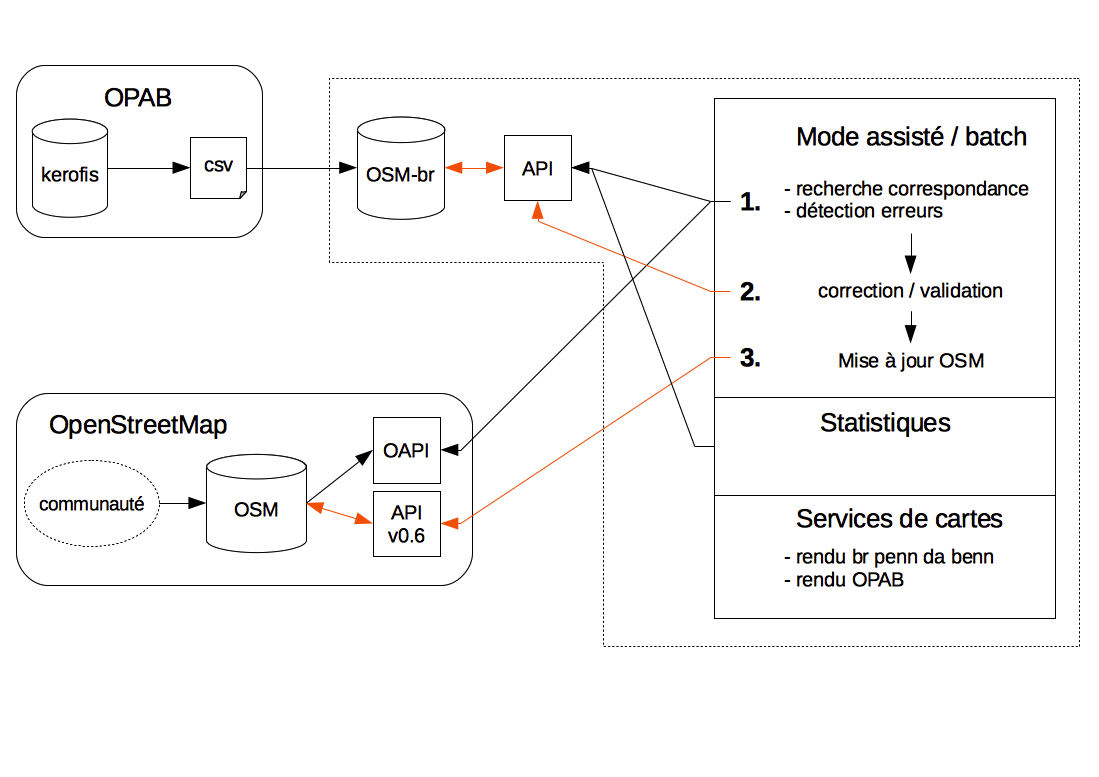 OPAB
kerofis
csv
OSM-br
API
Mode assisté / batch
1.
- recherche correspondance
- détection erreurs
2.
correction / validation
3.
Mise à jour OSM
Statistiques
Services de cartes
- rendu br penn da benn
- rendu OPAB
OpenStreetMap
communauté
OSM
OAPI
API
v0.6